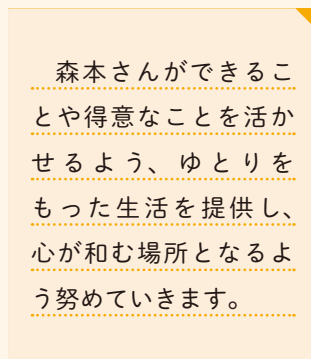 森本さんができるこ
とや得意なことを活か
せるよう、ゆとりを
もった生活を提供し、
心が和む場所となるよ
う努めていきます。